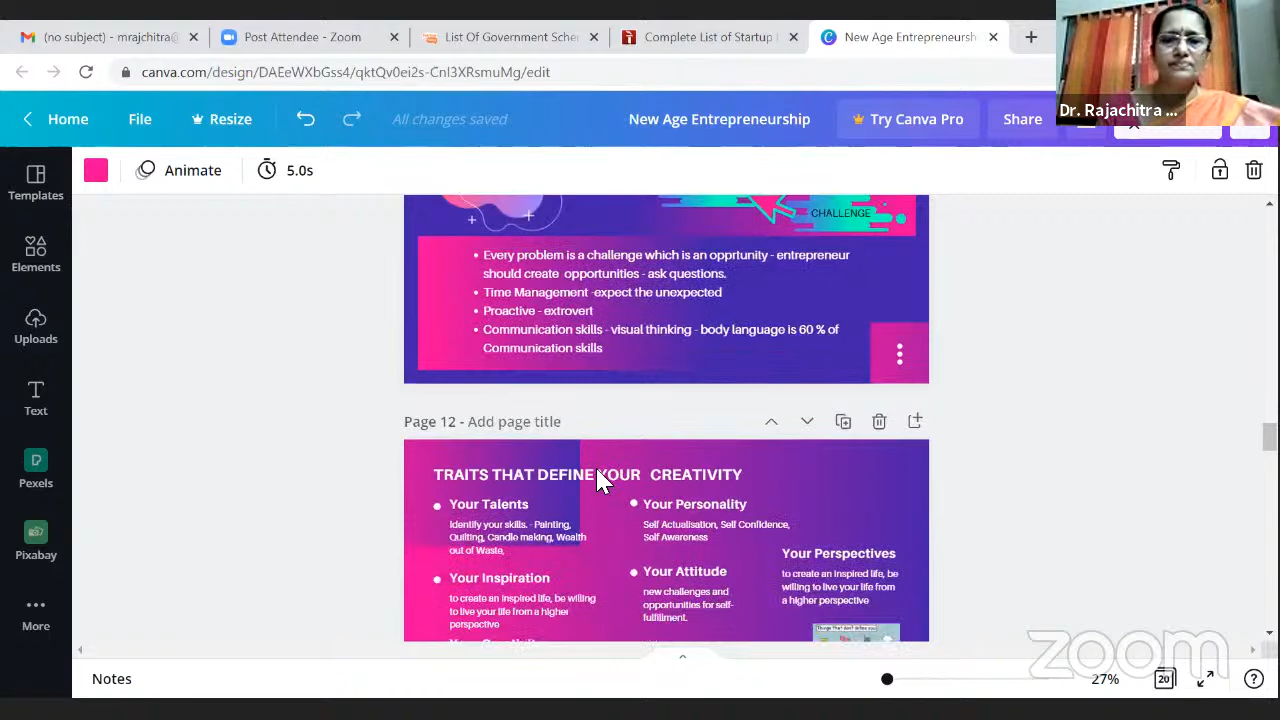 (no subject) - mrajchitra@
Post Attendee - Zoom
List Of Government Scher
Complete List of Startup I
New Age Entrepreneursh
canva.com/design/DAEeWXbGss4/qktQv0ei2s-CnI3XRsmuMg/edit
Dr. Rajachitra ...
Home
File
Resize
All changes saved
New Age Entrepreneurship
Try Canva Pro
Share
Animate
5.0s
Templates
Elements
Uploads
Text
Pexels
Pixabay
More
CHALLENGE
• Every problem is a challenge which is an opprtunity - entrepreneur
should create opportunities - ask questions.
• Time Management -expect the unexpected
• Proactive - extrovert
• Communication skills - visual thinking - body language is 60 % of
Communication skills
Page 12 - Add page title
TRAITS THAT DEFINE YOUR CREATIVITY
Your Talents
Identify your skills. - Painting,
Quilting, Candle making, Wealth
out of Waste,
Your Inspiration
to create an inspired life, be willing
to live your life from a higher
perspective
Your Personality
Self Actualisation, Self Confidence,
Self Awareness
Your Attitude
new challenges and
opportunities for self-
fulfillment.
Your Perspectives
to create an inspired life, be
willing to live your life from
a higher perspective
Notes
27%
20
zoom